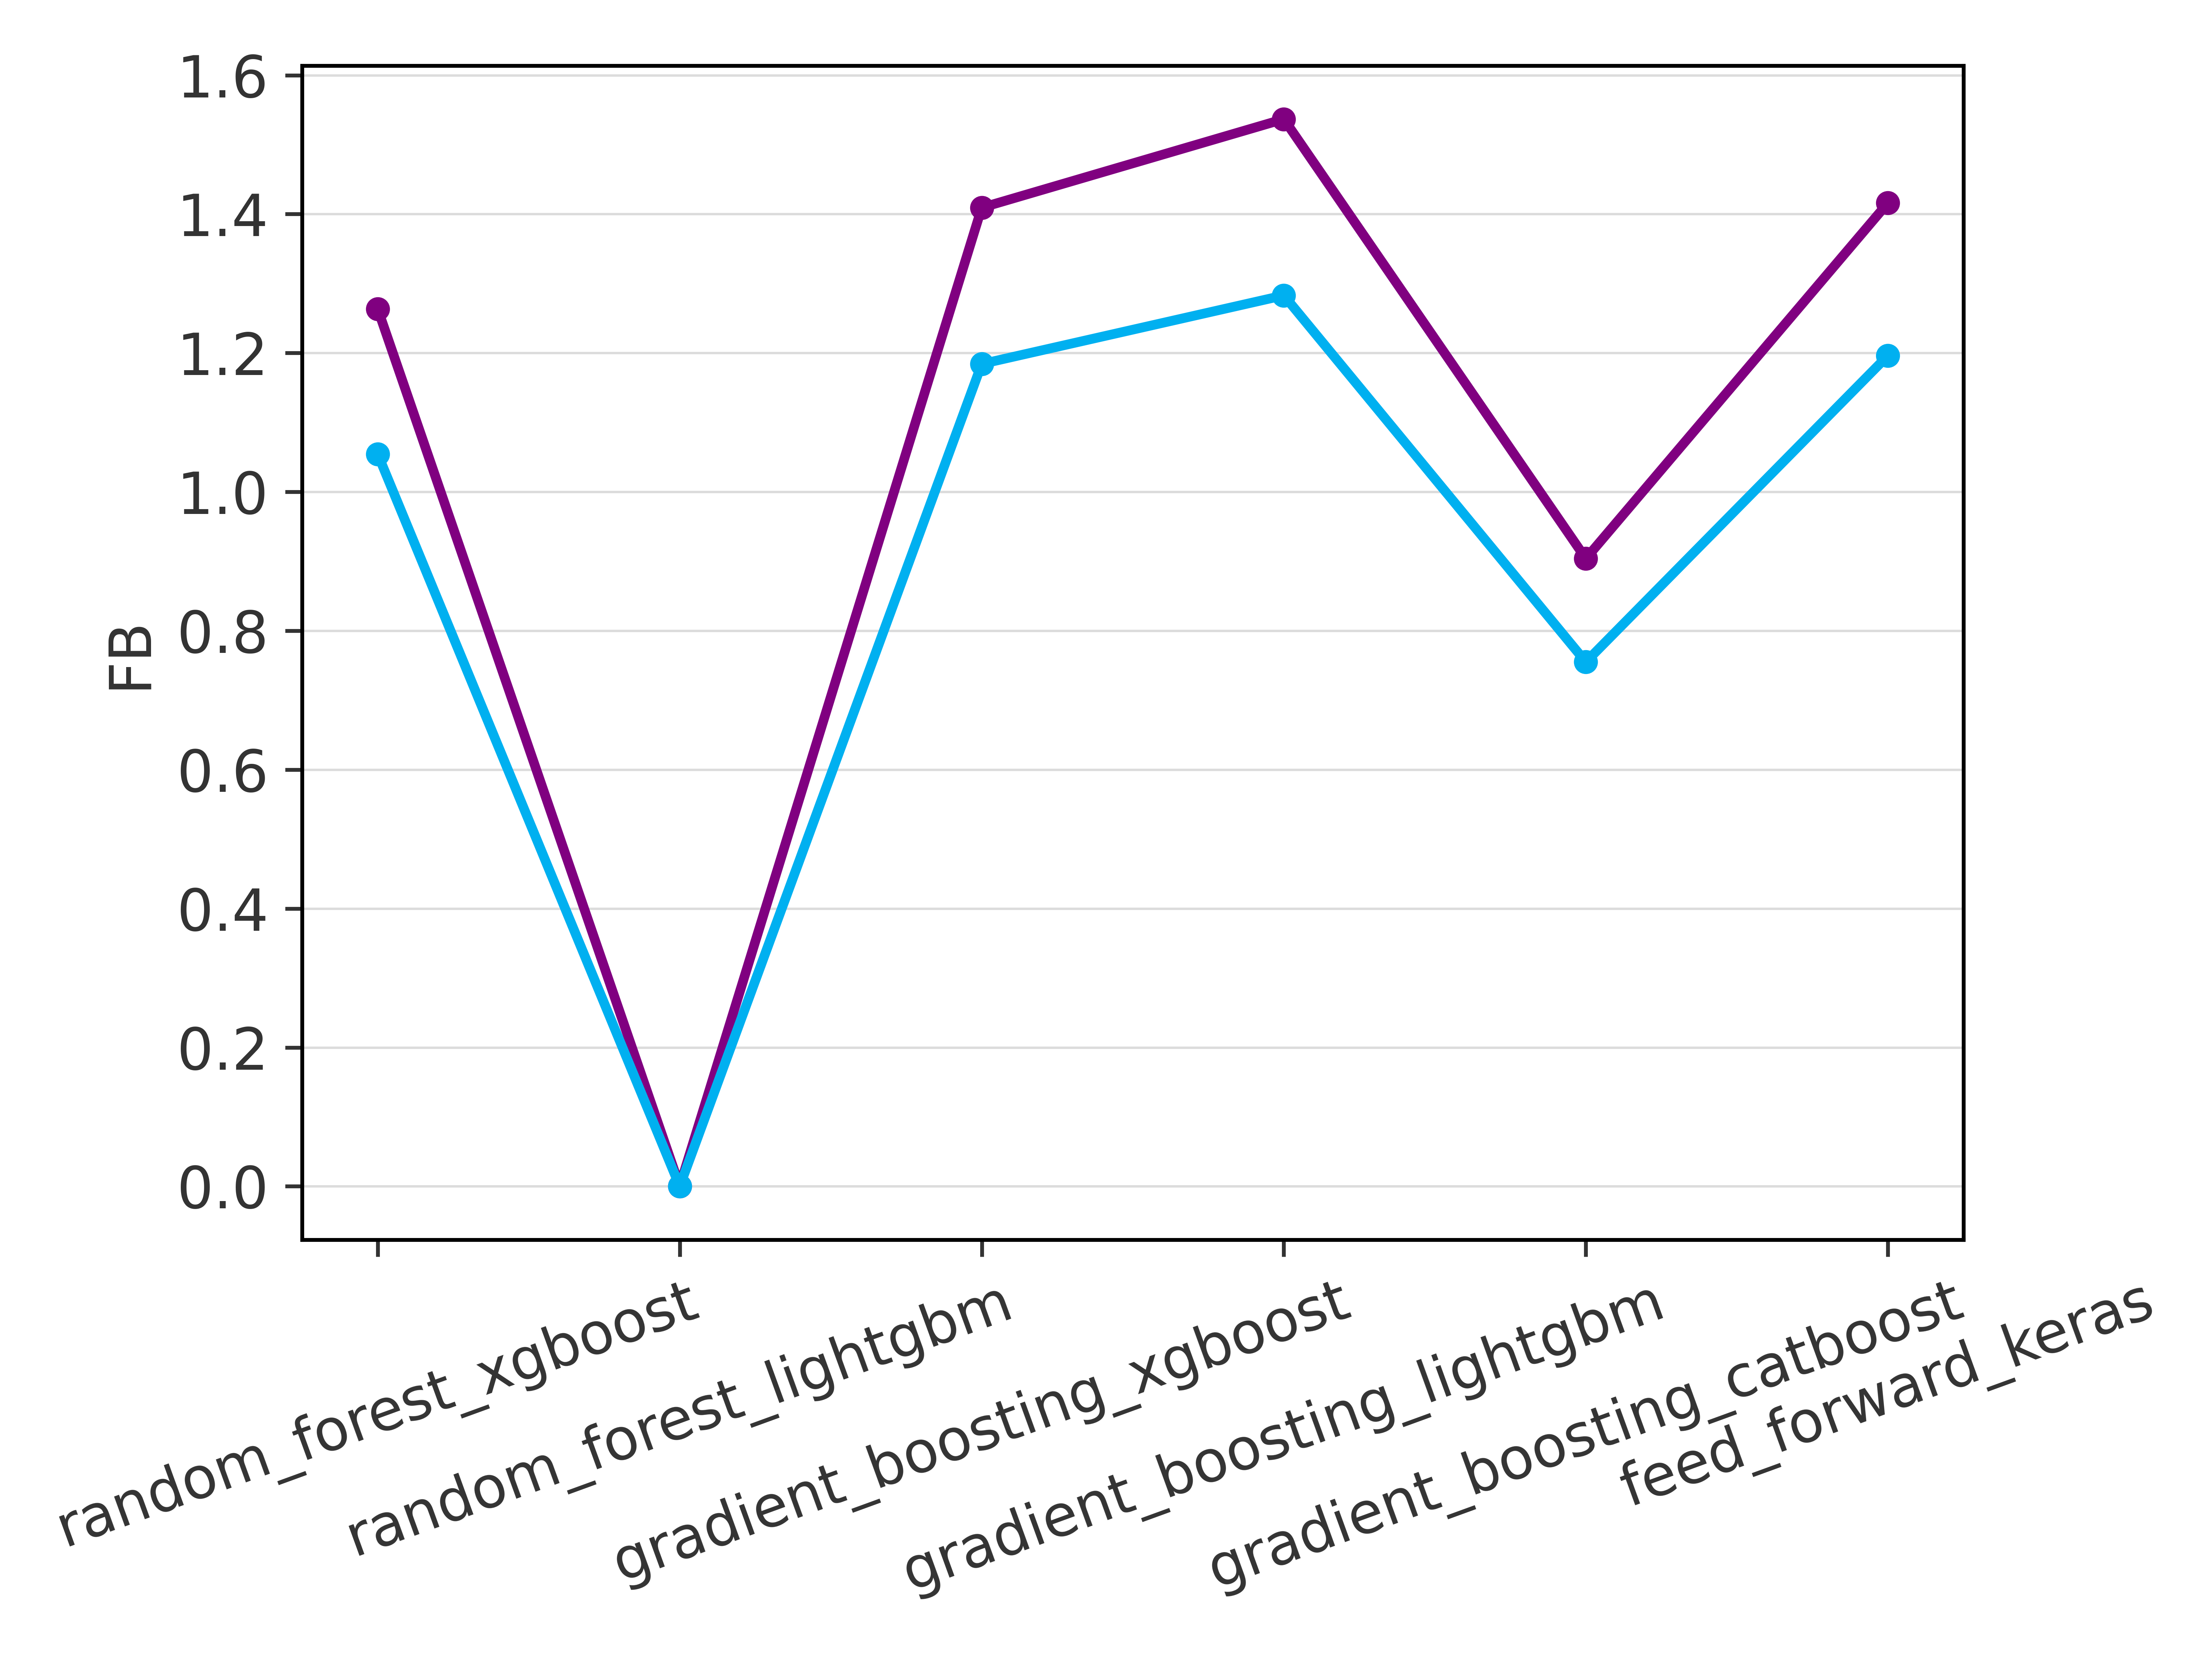 1.6
1.4
1.2
1.0
0.8
0.6
0.4
0.2
0.0
FB
random_forest_xgboost
random_forest_lightgbm
gradient_boosting_xgboost
gradient_boosting_lightgbm
gradient_boosting_catboost
feed_forward_keras